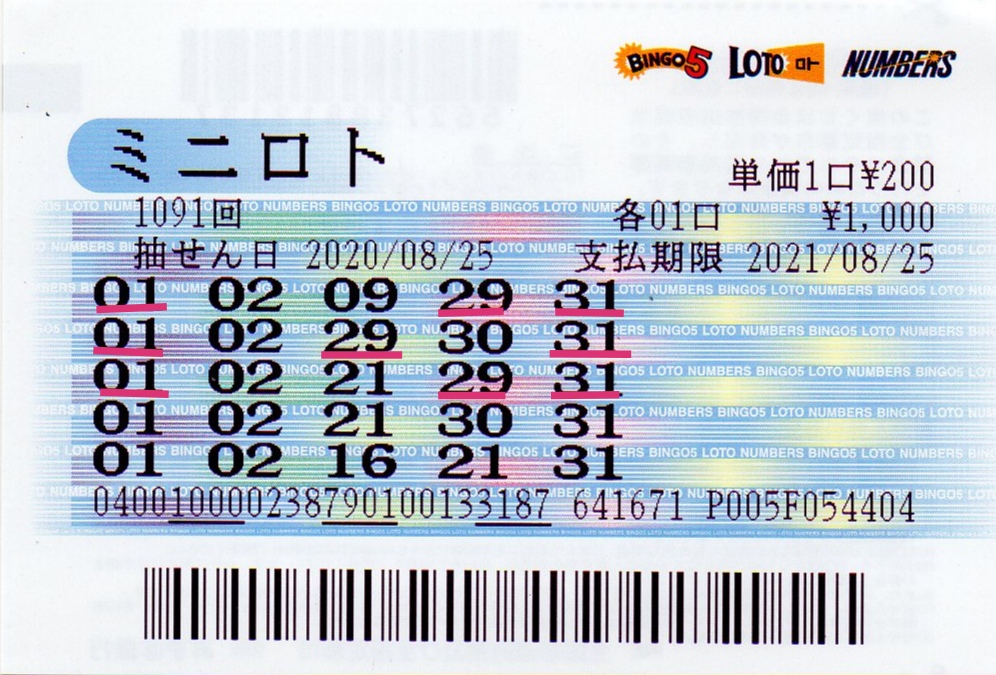 BINGO5 LOTO ロト NUMBERS
ミニロト
単価1口¥200
1091回 各01口 ¥1,000
抽せん日 2020/08/25 支払期限 2021/08/25
01 02 09 29 31
01 02 29 30 31
01 02 21 29 31
01 02 21 30 31
01 02 16 21 31
040010000238790100133187 641671 P005F054404